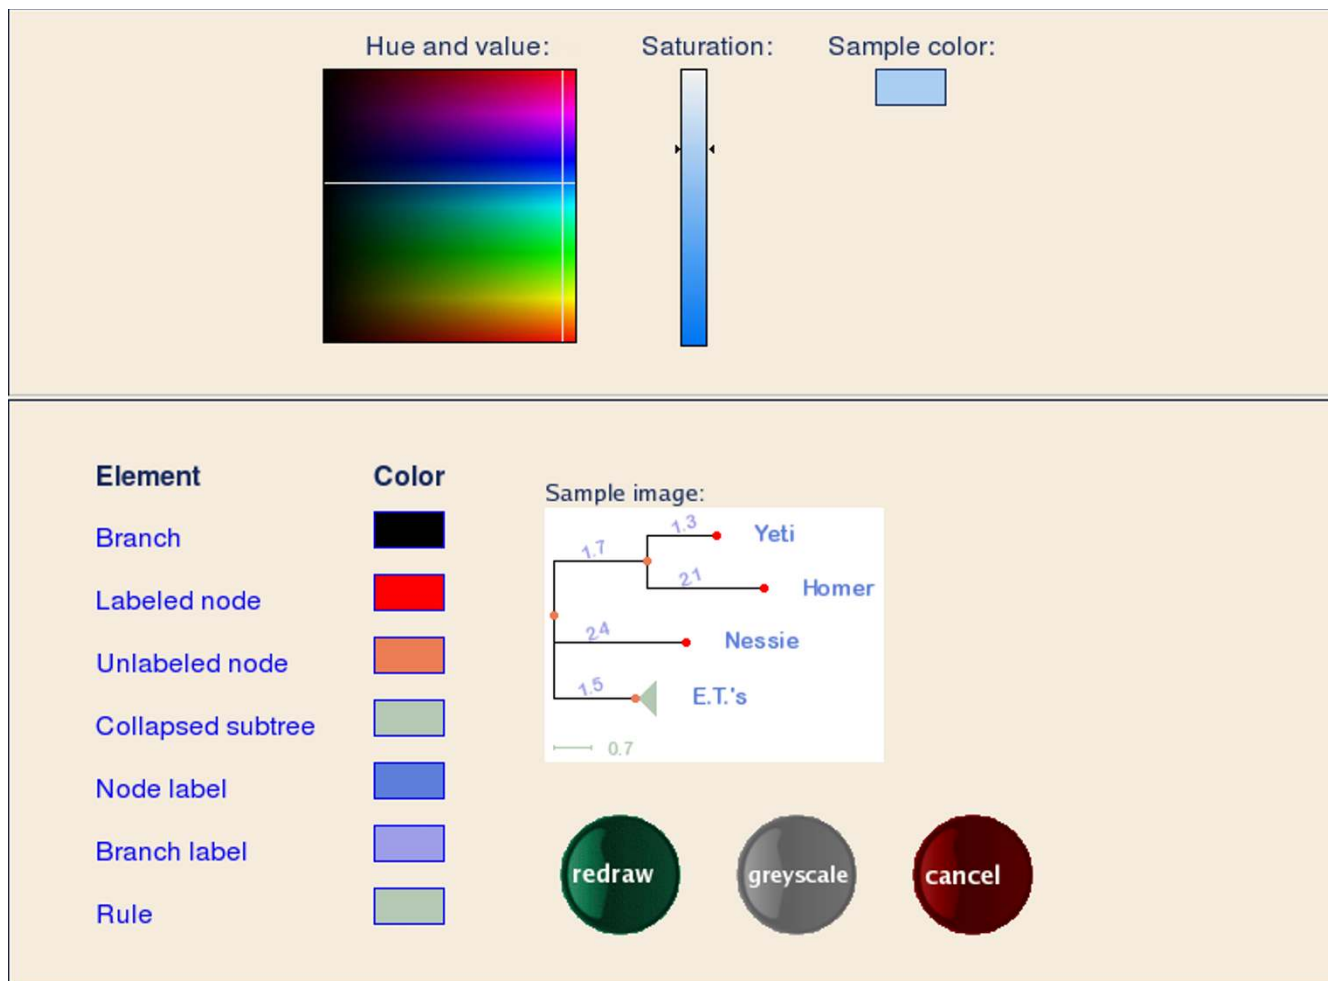 Hue and value:
Saturation:
Sample color:
Element
Color
Branch
Labeled node
Unlabeled node
Collapsed subtree
Node label
Branch label
Rule
Sample image:
1.3
Yeti
1.7
2.1
Homer
2.4
Nessie
1.5
E.T.'s
0.7
redraw
greyscale
cancel